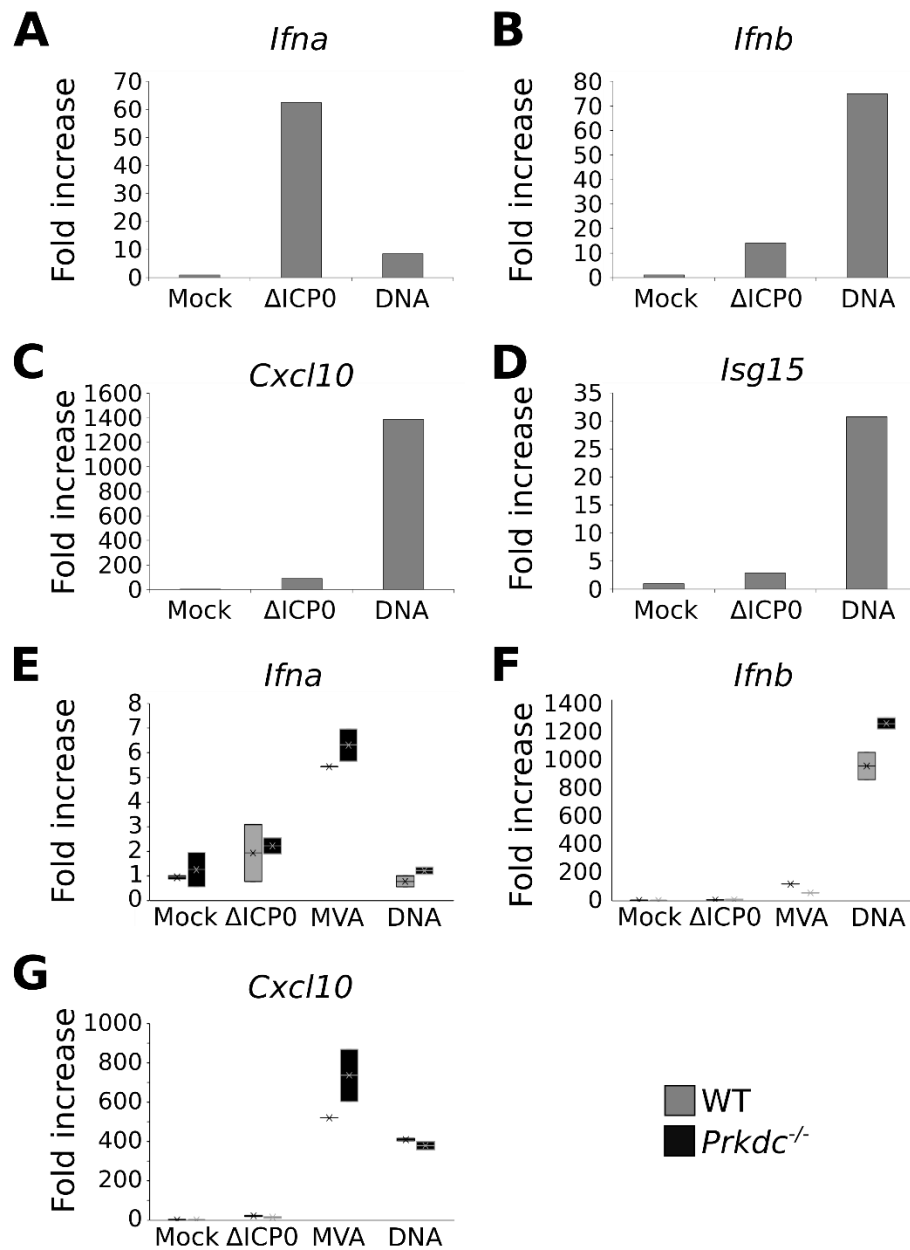 A
Ifna
Fold increase
70
60
50
40
30
20
10
0
Mock ΔICP0 DNA
B
Ifnb
Fold increase
80
70
60
50
40
30
20
10
0
Mock ΔICP0 DNA
C
Cxcl10
Fold increase
1600
1400
1200
1000
800
600
400
200
0
Mock ΔICP0 DNA
D
Isg15
Fold increase
35
30
25
20
15
10
5
0
Mock ΔICP0 DNA
E
Ifna
Fold increase
8
7
6
5
4
3
2
1
0
Mock ΔICP0 MVA DNA
F
Ifnb
Fold increase
1400
1200
1000
800
600
400
200
0
Mock ΔICP0 MVA DNA
G
Cxcl10
Fold increase
1000
800
600
400
200
0
Mock ΔICP0 MVA DNA
WT
Prkdc⁻/⁻